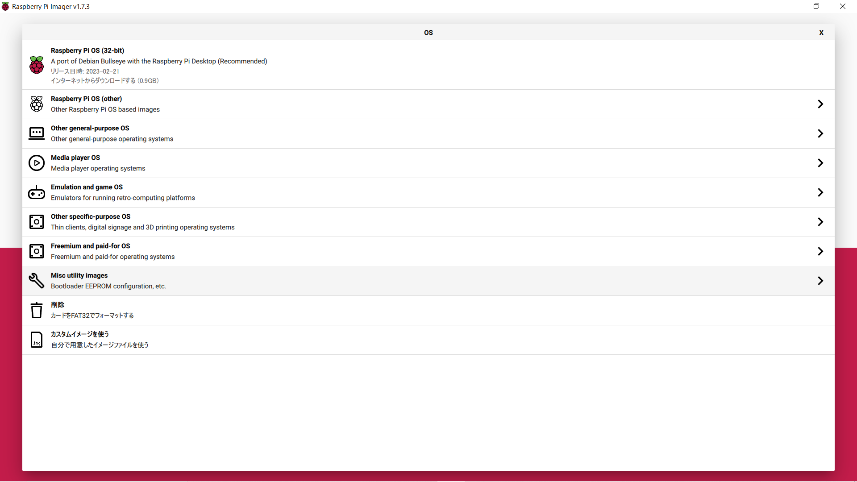 Raspberry Pi Imager v1.7.3
OS
X
Raspberry Pi OS (32-bit)
A port of Debian Bullseye with the Raspberry Pi Desktop (Recommended)
リリース日時: 2023-02-21
インターネットからダウンロードする (0.9GB)
Raspberry Pi OS (other)
Other Raspberry Pi OS based images
Other general-purpose OS
Other general-purpose operating systems
Media player OS
Media player operating systems
Emulation and game OS
Emulators for running retro-computing platforms
Other specific-purpose OS
Thin clients, digital signage and 3D printing operating systems
Freemium and paid-for OS
Freemium and paid-for operating systems
Misc utility images
Bootloader EEPROM configuration, etc.
削除
カードをFAT32でフォーマットする
カスタムイメージを使う
自分で用意したイメージファイルを使う